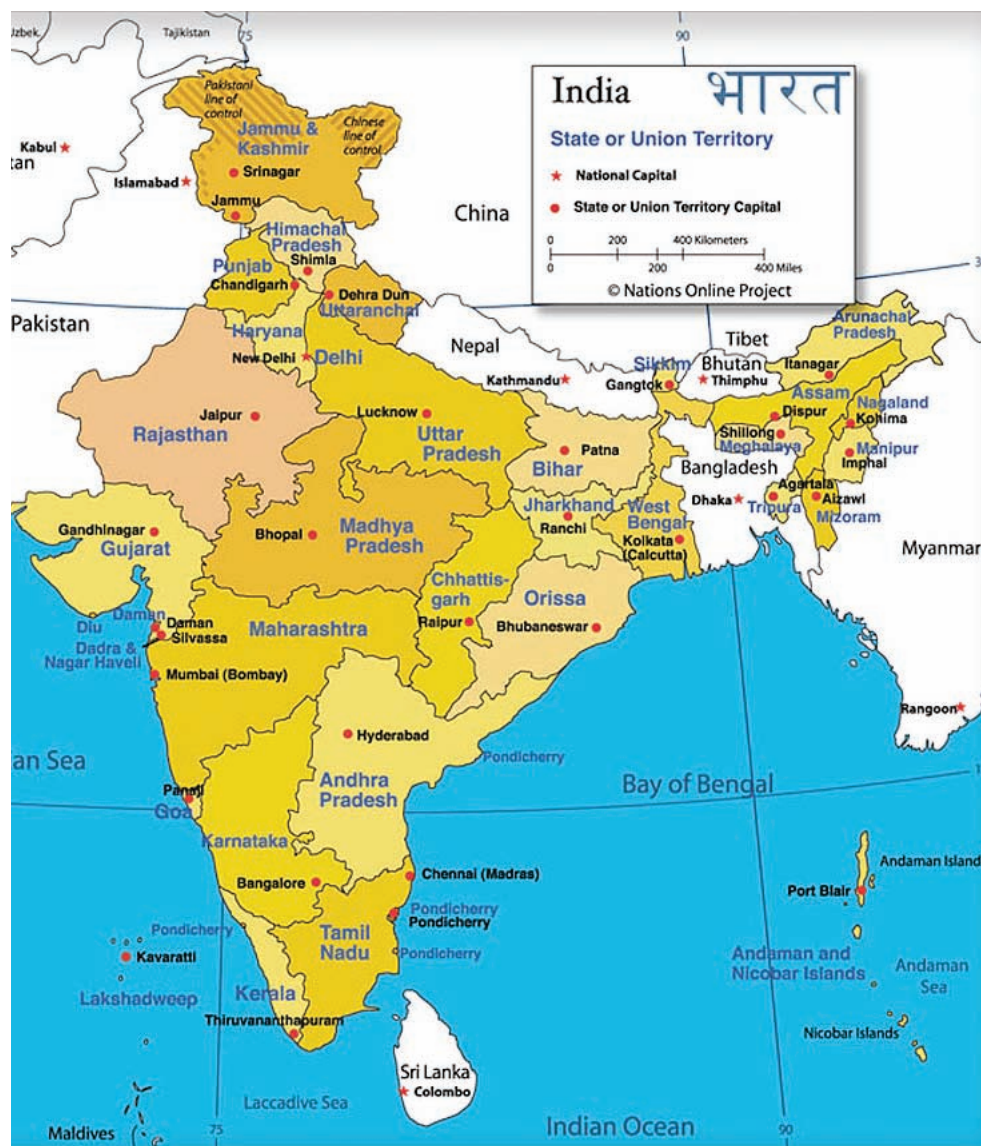 Uzbek.
Tajikistan
75
90
India
भारत
State or Union Territory
National Capital
State or Union Territory Capital
0 200 400 Kilometers
0 200 400 Miles
© Nations Online Project
Pakistani
line of
control
Chinese
line of
control
Jammu &
Kashmir
Kabul
tan
Islamabad
Srinagar
Jammu
China
Himachal
Pradesh
Shimla
Punjab
Chandigarh
Dehra Dun
Uttaranchal
Pakistan
Haryana
New Delhi
Delhi
Nepal
Kathmandu
Tibet
Arunachal
Pradesh
Sikkim
Gangtok
Bhutan
Thimphu
Itanagar
Assam
Dispur
Nagaland
Kohima
Jaipur
Rajasthan
Lucknow
Uttar
Pradesh
Patna
Bihar
Shillong
Meghalaya
Manipur
Imphal
Bangladesh
Dhaka
Agartala
Tripura
Aizawl
Mizoram
Gandhinagar
Gujarat
Bhopal
Madhya
Pradesh
Jharkhand
Ranchi
West
Bengal
Kolkata
(Calcutta)
Myanmar
Chhattis-
garh
Raipur
Orissa
Bhubaneswar
Daman
Diu
Daman
Silvassa
Dadra &
Nagar Haveli
Maharashtra
Mumbai (Bombay)
Rangoon
Hyderabad
Andhra
Pradesh
Pondicherry
an Sea
Bay of Bengal
1
3
Panaji
Goa
Karnataka
Bangalore
Chennai (Madras)
Pondicherry
Pondicherry
Pondicherry
Pondicherry
Tamil
Nadu
Kavaratti
Lakshadweep
Kerala
Thiruvananthapuram
Port Blair
Andaman Island
Andaman and
Nicobar Islands
Andaman
Sea
Nicobar Islands
Sri Lanka
Colombo
Laccadive Sea
Maldives
75
Indian Ocean
90